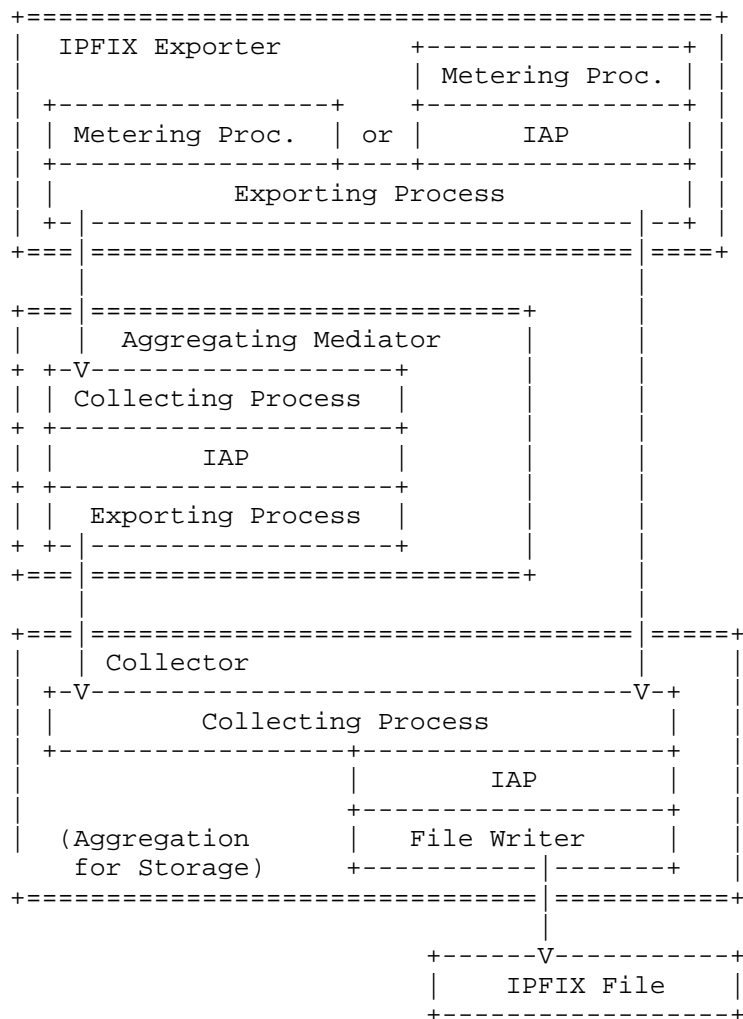 IPFIX Exporter
Metering Proc.
Metering Proc. or IAP
Exporting Process
Aggregating Mediator
Collecting Process
IAP
Exporting Process
Collector
Collecting Process
IAP
(Aggregation File Writer
for Storage)
IPFIX File